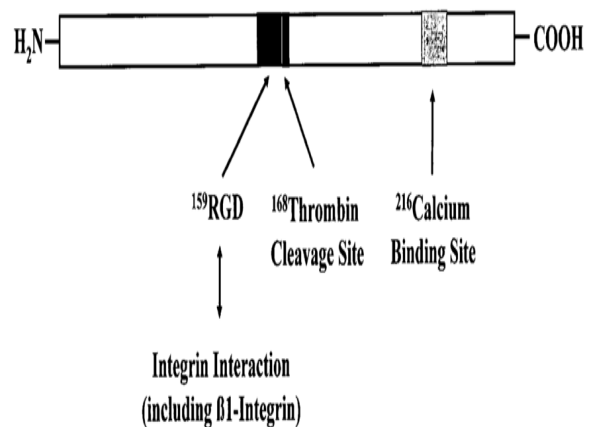 H₂N COOH
¹⁵⁹RGD ¹⁶⁸Thrombin ²¹⁶Calcium
Cleavage Site Binding Site
Integrin Interaction
(including ß1-Integrin)